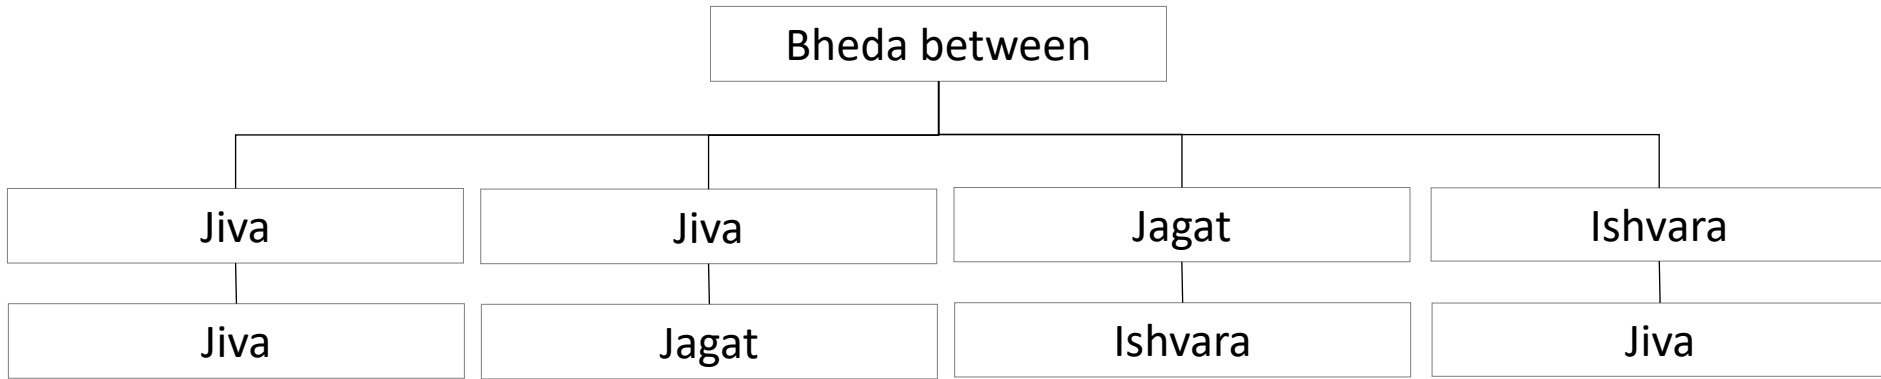 Bheda between
Jiva
Jiva
Jagat
Ishvara
Jiva
Jagat
Ishvara
Jiva